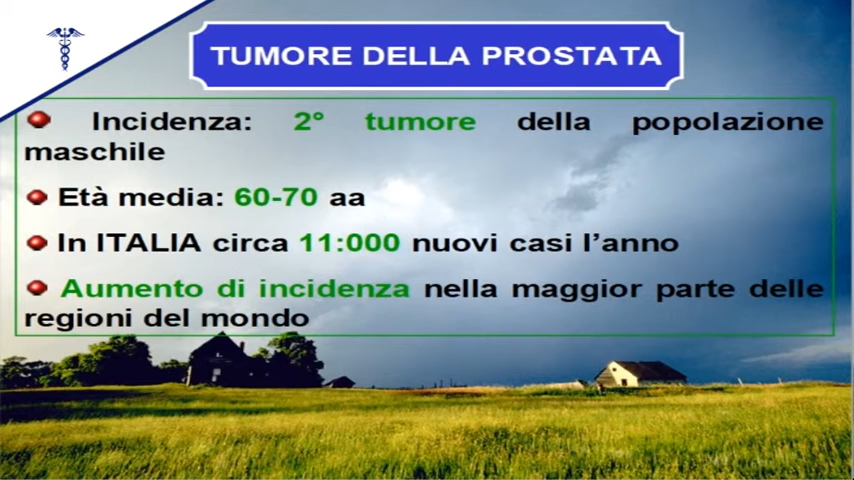 TUMORE DELLA PROSTATA
Incidenza: 2° tumore della popolazione
maschile
Età media: 60-70 aa
In ITALIA circa 11:000 nuovi casi l’anno
Aumento di incidenza nella maggior parte delle
regioni del mondo